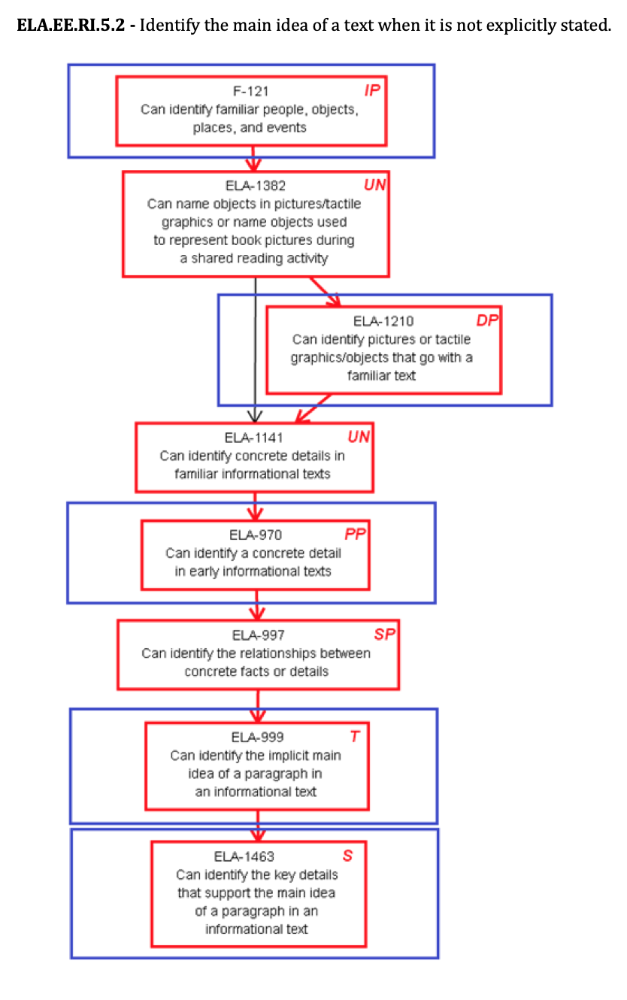 ELA.EE.RI.5.2 - Identify the main idea of a text when it is not explicitly stated.
F-121 IP
Can identify familiar people, objects,
places, and events
ELA-1382 UN
Can name objects in pictures/tactile
graphics or name objects used
to represent book pictures during
a shared reading activity
ELA-1210 DP
Can identify pictures or tactile
graphics/objects that go with a
familiar text
ELA-1141 UN
Can identify concrete details in
familiar informational texts
ELA-970 PP
Can identify a concrete detail
in early informational texts
ELA-997 SP
Can identify the relationships between
concrete facts or details
ELA-999 T
Can identify the implicit main
idea of a paragraph in
an informational text
ELA-1463 S
Can identify the key details
that support the main idea
of a paragraph in an
informational text